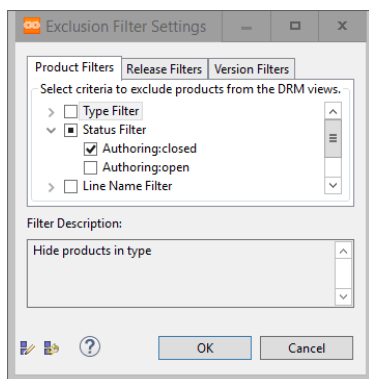 Exclusion Filter Settings
Product Filters Release Filters Version Filters
Select criteria to exclude products from the DRM views.
Type Filter
Status Filter
Authoring:closed
Authoring:open
Line Name Filter
Filter Description:
Hide products in type
? OK Cancel